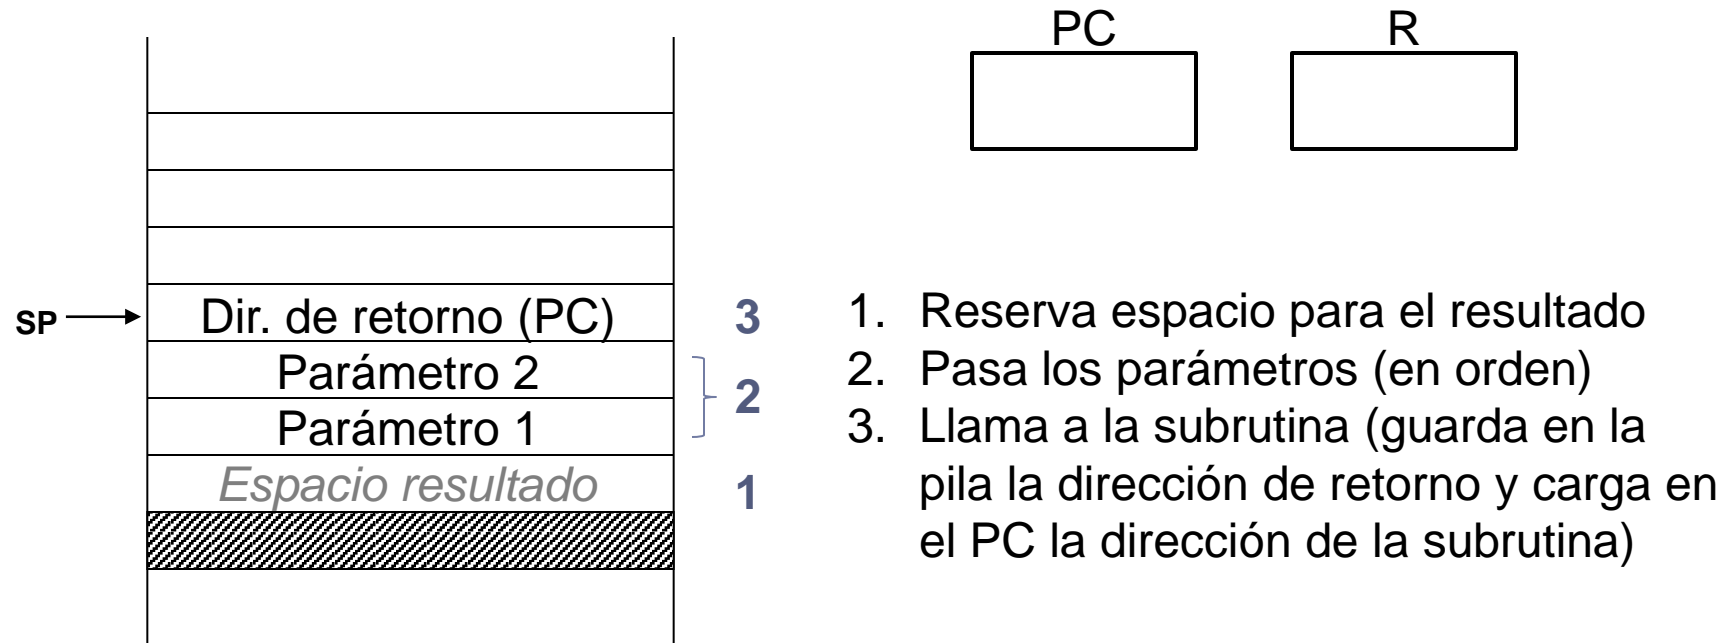 PC
R
SP
Dir. de retorno (PC)
3
Parámetro 2
2
Parámetro 1
Espacio resultado
1
1. Reserva espacio para el resultado
2. Pasa los parámetros (en orden)
3. Llama a la subrutina (guarda en la
pila la dirección de retorno y carga en
el PC la dirección de la subrutina)